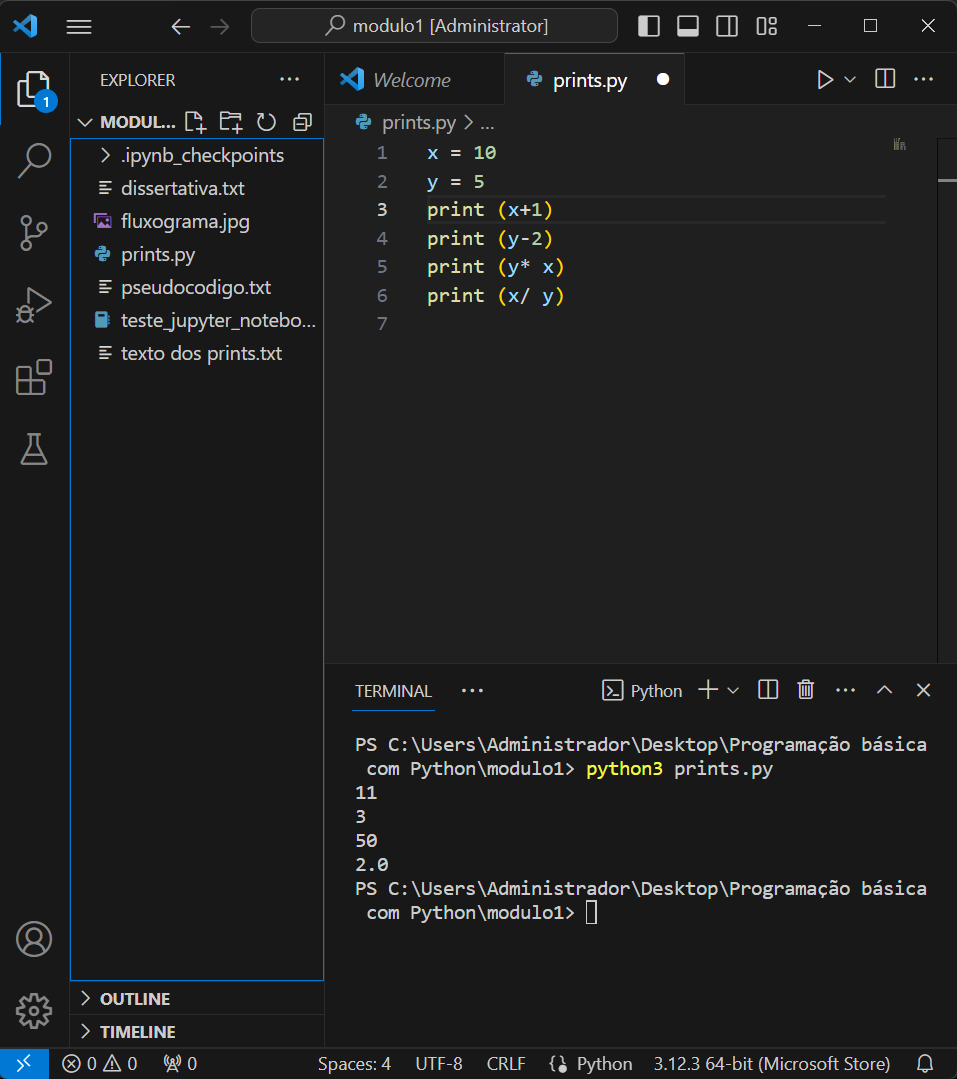 modulo1 [Administrator]
EXPLORER
MODUL...
.ipynb_checkpoints
dissertativa.txt
fluxograma.jpg
prints.py
pseudocodigo.txt
teste_jupyter_notebo...
texto dos prints.txt
OUTLINE
TIMELINE
1
Welcome
prints.py
prints.py > ...
1 x = 10
2 y = 5
3 print (x+1)
4 print (y-2)
5 print (y* x)
6 print (x/ y)
7
TERMINAL
Python
PS C:\Users\Administrador\Desktop\Programação básica
com Python\modulo1> python3 prints.py
11
3
50
2.0
PS C:\Users\Administrador\Desktop\Programação básica
com Python\modulo1>
0 0 0 Spaces: 4 UTF-8 CRLF Python 3.12.3 64-bit (Microsoft Store)